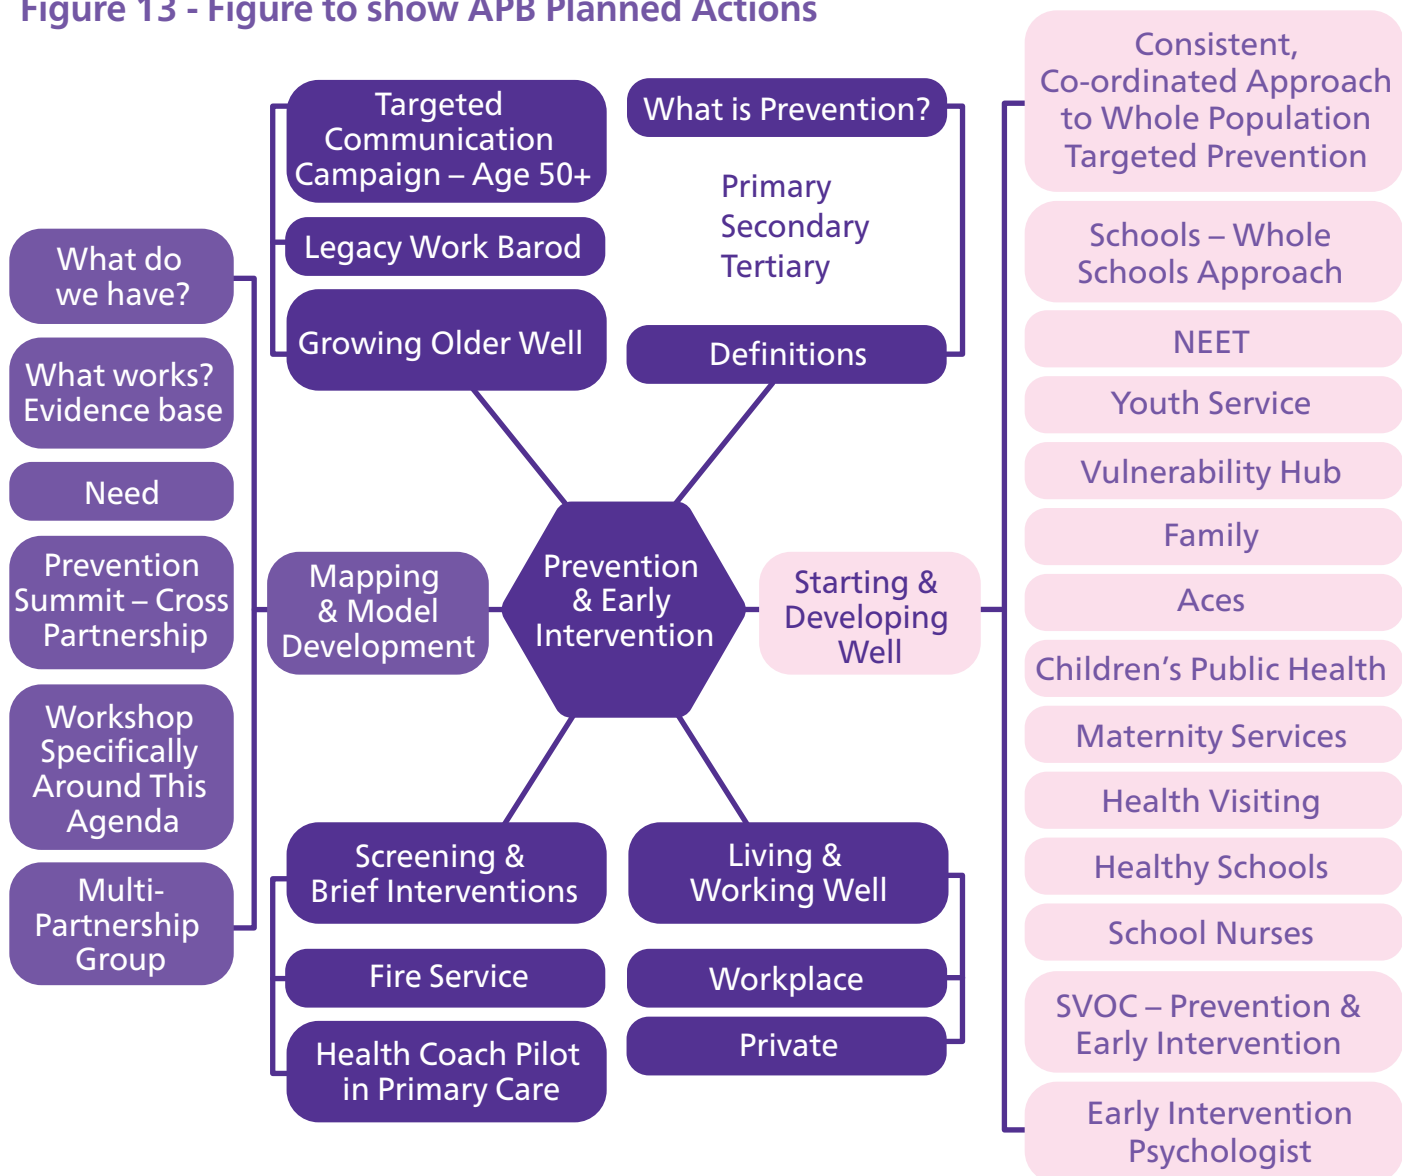 Figure 13 - Figure to show APB Planned Actions
What do
we have?
What works?
Evidence base
Need
Prevention
Summit – Cross
Partnership
Workshop
Specifically
Around This
Agenda
Multi-
Partnership
Group
Mapping
& Model
Development
Targeted
Communication
Campaign – Age 50+
Legacy Work Barod
Growing Older Well
What is Prevention?
Primary
Secondary
Tertiary
Definitions
Prevention
& Early
Intervention
Screening &
Brief Interventions
Fire Service
Health Coach Pilot
in Primary Care
Living &
Working Well
Workplace
Private
Starting &
Developing
Well
Consistent,
Co-ordinated Approach
to Whole Population
Targeted Prevention
Schools – Whole
Schools Approach
NEET
Youth Service
Vulnerability Hub
Family
Aces
Children’s Public Health
Maternity Services
Health Visiting
Healthy Schools
School Nurses
SVOC – Prevention &
Early Intervention
Early Intervention
Psychologist